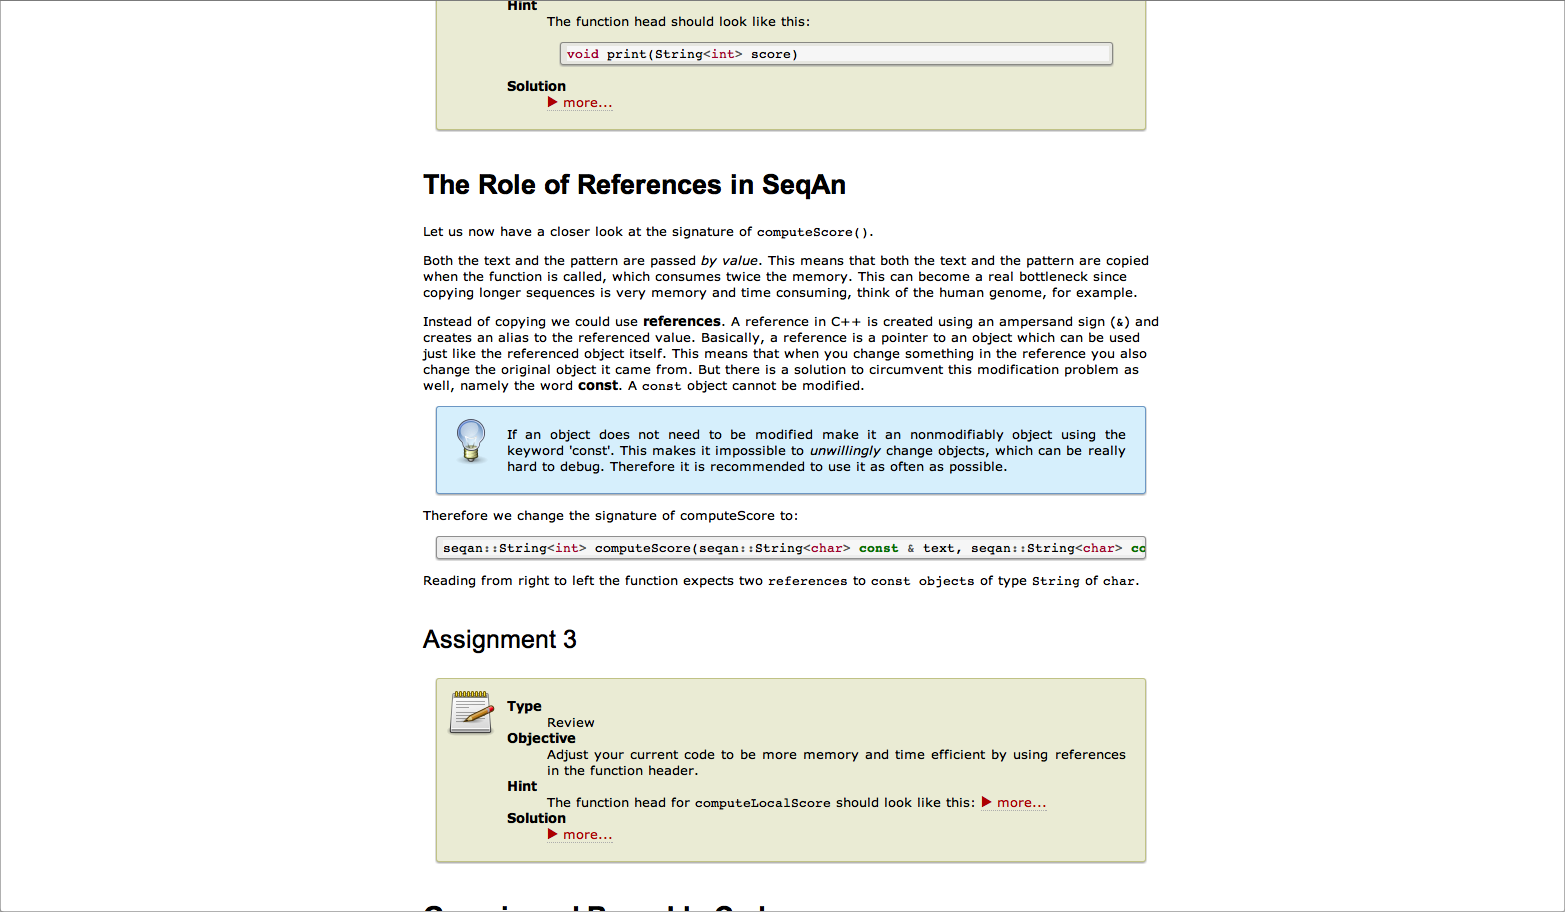 Hint
The function head should look like this:
void print(String<int> score)
Solution
more...
The Role of References in SeqAn
Let us now have a closer look at the signature of computeScore().
Both the text and the pattern are passed by value. This means that both the text and the pattern are copied
when the function is called, which consumes twice the memory. This can become a real bottleneck since
copying longer sequences is very memory and time consuming, think of the human genome, for example.
Instead of copying we could use references. A reference in C++ is created using an ampersand sign (&) and
creates an alias to the referenced value. Basically, a reference is a pointer to an object which can be used
just like the referenced object itself. This means that when you change something in the reference you also
change the original object it came from. But there is a solution to circumvent this modification problem as
well, namely the word const. A const object cannot be modified.
If an object does not need to be modified make it an nonmodifiably object using the
keyword 'const'. This makes it impossible to unwillingly change objects, which can be really
hard to debug. Therefore it is recommended to use it as often as possible.
Therefore we change the signature of computeScore to:
seqan::String<int> computeScore(seqan::String<char> const & text, seqan::String<char> co
Reading from right to left the function expects two references to const objects of type String of char.
Assignment 3
Type
Review
Objective
Adjust your current code to be more memory and time efficient by using references
in the function header.
Hint
The function head for computeLocalScore should look like this: more...
Solution
more...